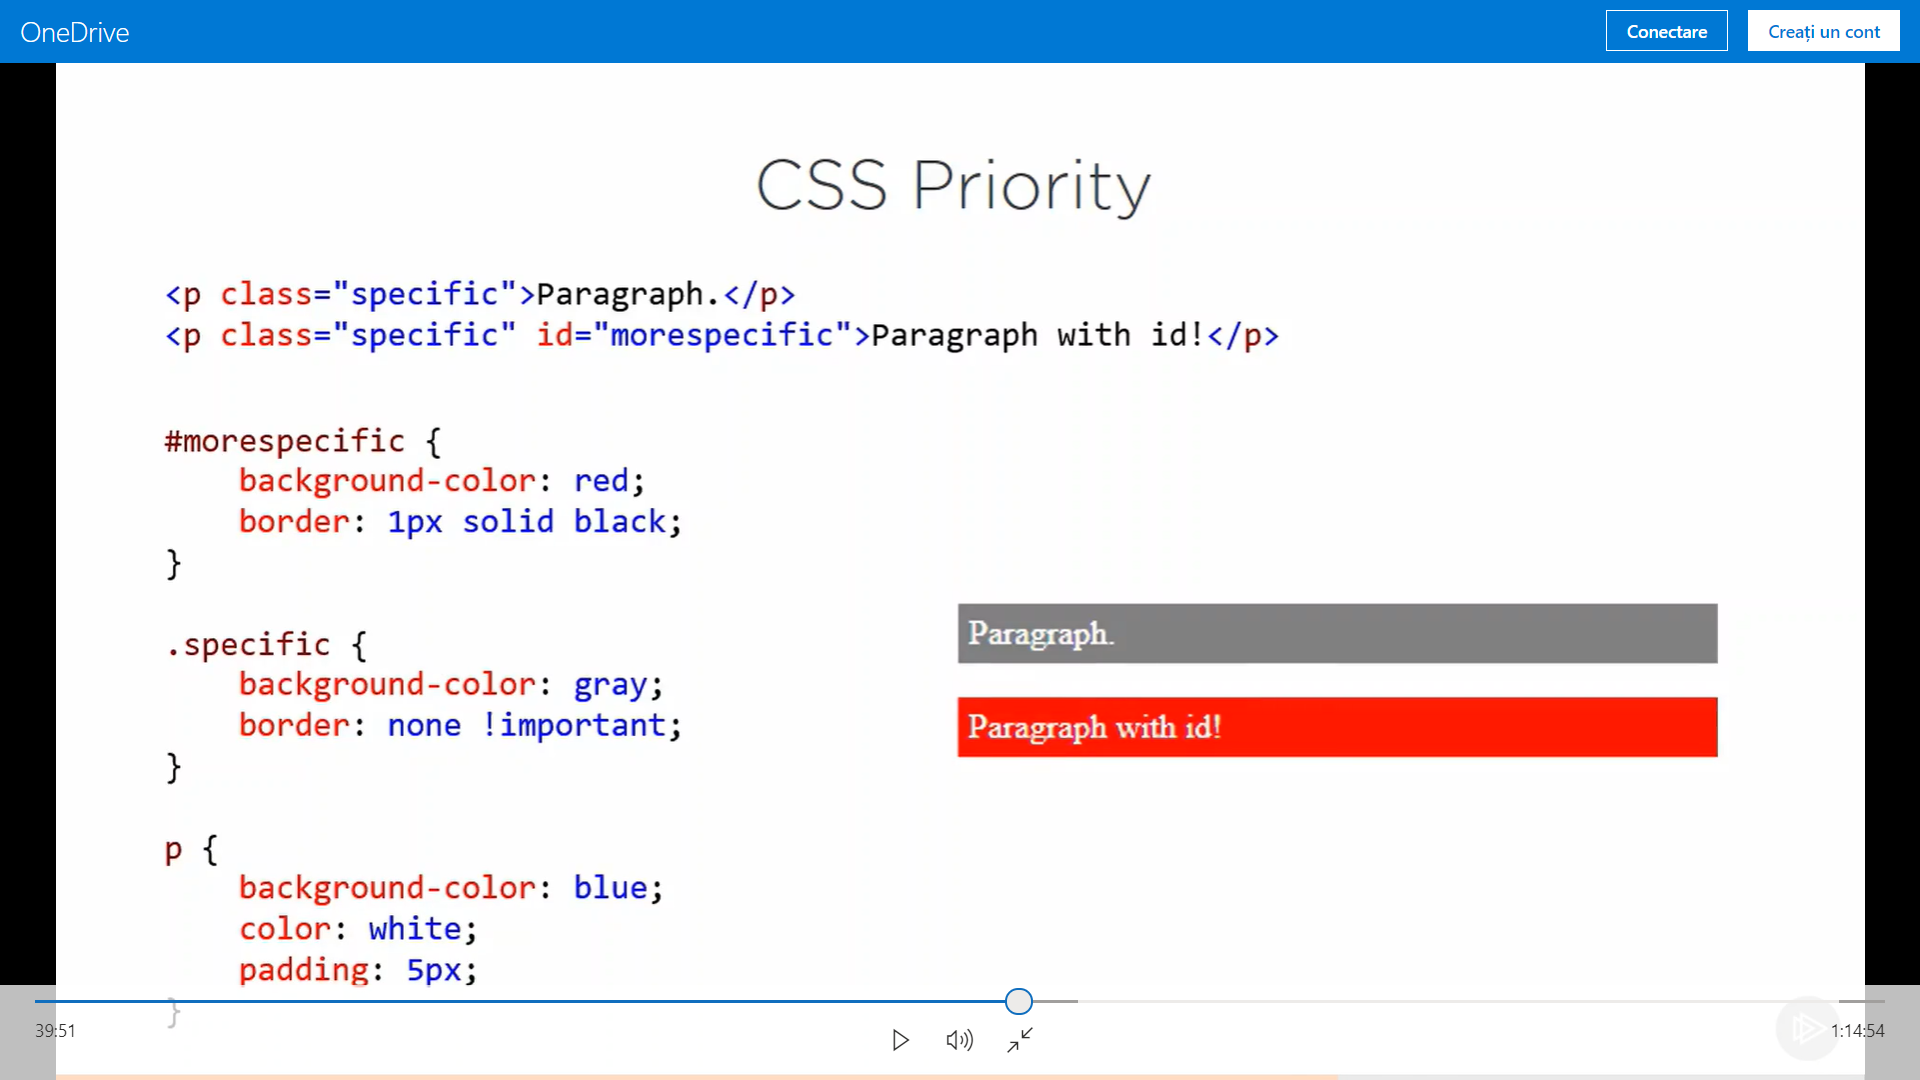 OneDrive
Conectare
Creați un cont
CSS Priority
<p class="specific">Paragraph.</p>
<p class="specific" id="morespecific">Paragraph with id!</p>
#morespecific {
    background-color: red;
    border: 1px solid black;
}
.specific {
    background-color: gray;
    border: none !important;
}
Paragraph.
Paragraph with id!
p {
    background-color: blue;
    color: white;
    padding: 5px;
}
39:51
1:14:54